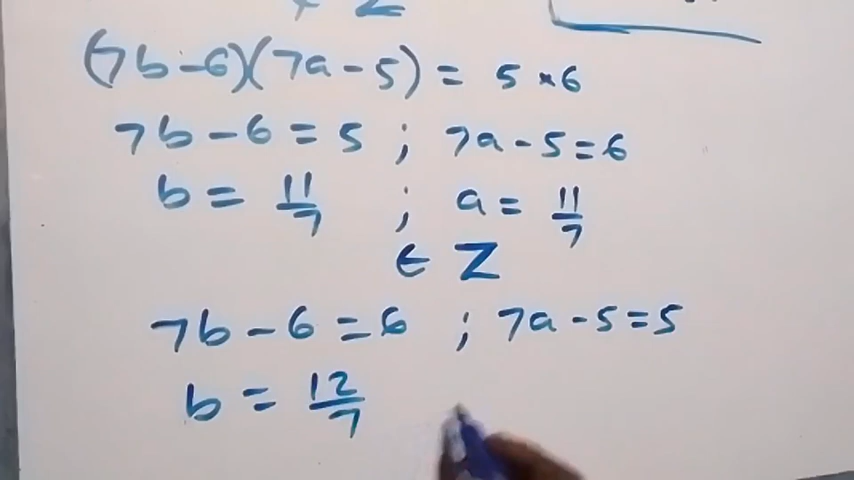 (7b-6)(7a-5) = 5×6
7b-6=5 ; 7a-5=6
b = 11/7 ; a = 11/7
∈ Z
7b-6=6 ; 7a-5=5
b = 12/7